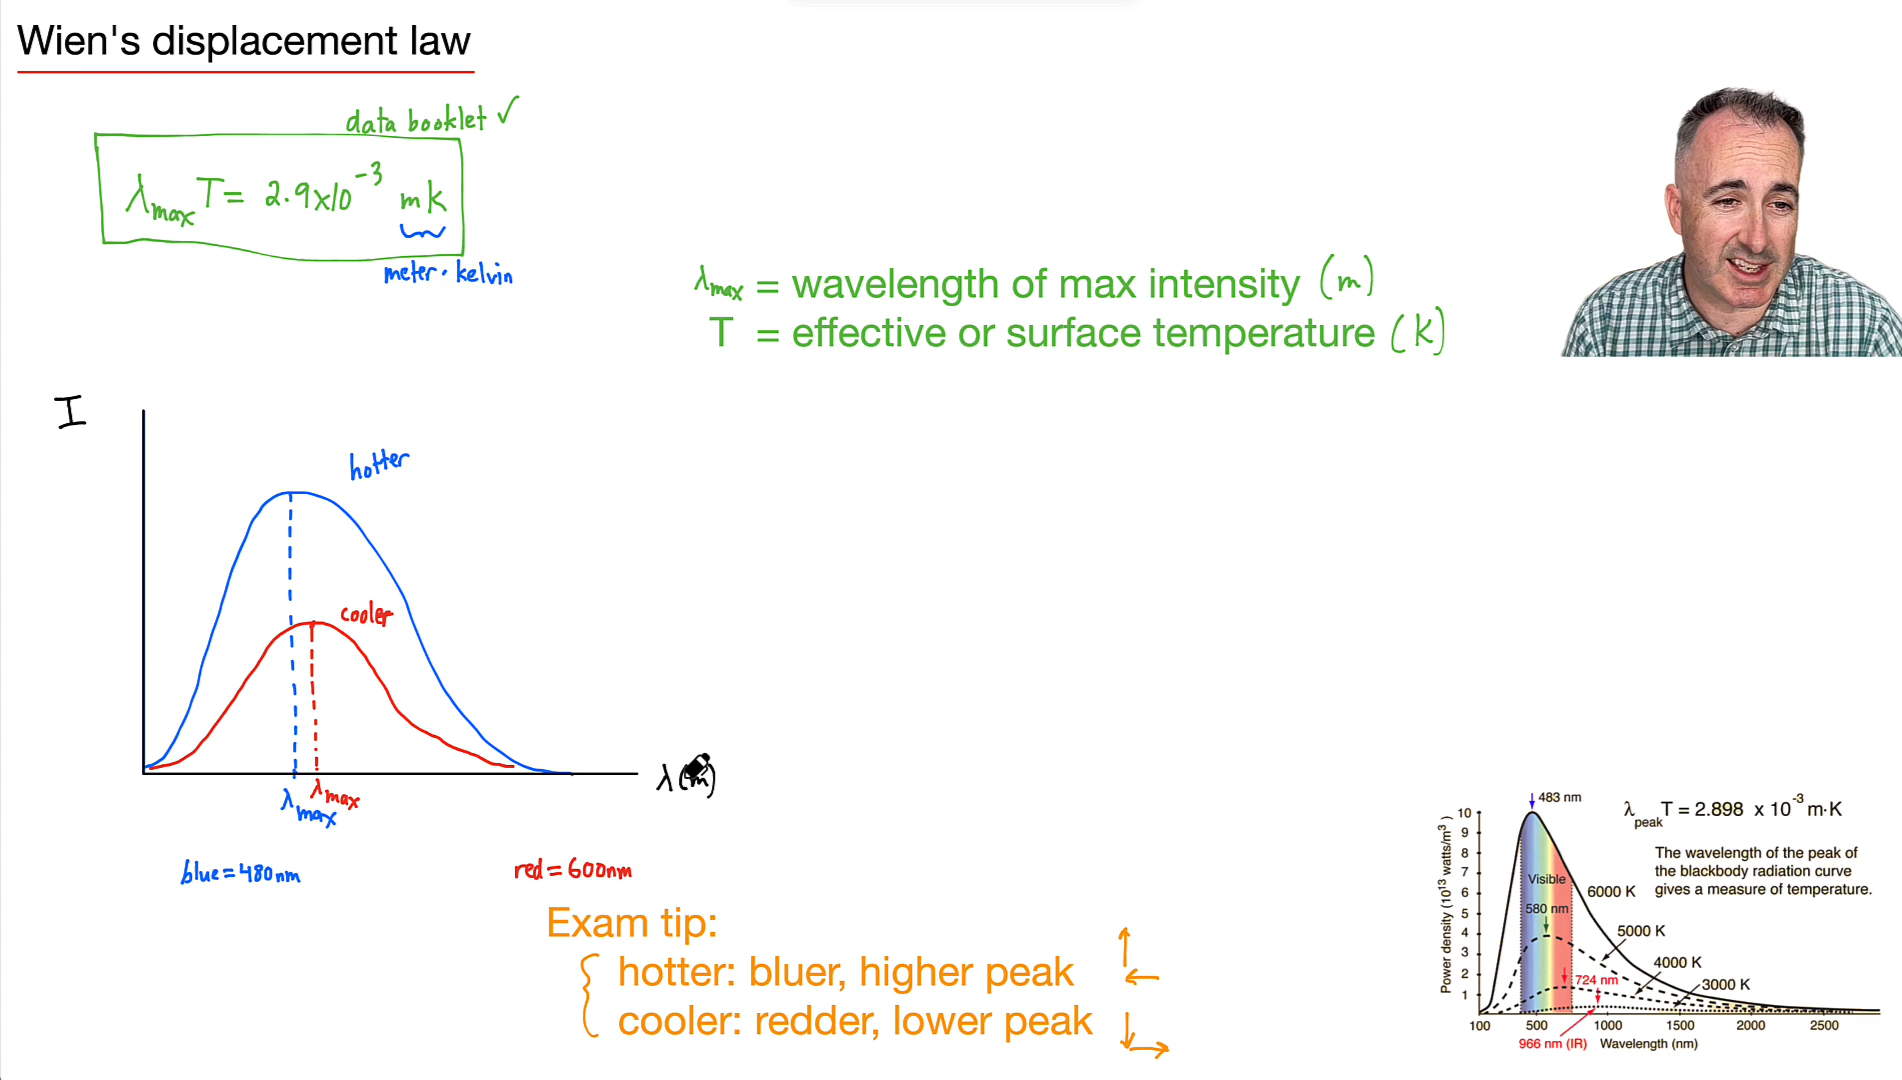 Wien's displacement law
data booklet ✓
λmax T = 2.9x10^-3 mk
meter · kelvin
λmax = wavelength of max intensity (m)
T = effective or surface temperature (k)
I
hotter
cooler
λ (m)
λmax
λmax
blue = 480nm
red = 600nm
Exam tip:
hotter: bluer, higher peak
cooler: redder, lower peak
483 nm
λpeak T = 2.898 x 10^-3 m·K
The wavelength of the peak of
the blackbody radiation curve
gives a measure of temperature.
Power density (10^13 watts/m^3)
10
9
8
7
6
5
4
3
2
1
Visible
580 nm
6000 K
5000 K
4000 K
724 nm
3000 K
100 500 1000 1500 2000 2500
966 nm (IR) Wavelength (nm)